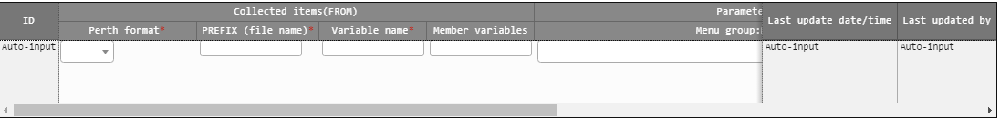 ID
Collected items(FROM)
Paramete
Last update date/time
Last updated by
Perth format*
PREFIX (file name)*
Variable name*
Member variables
Menu group:
Auto-input
Auto-input
Auto-input